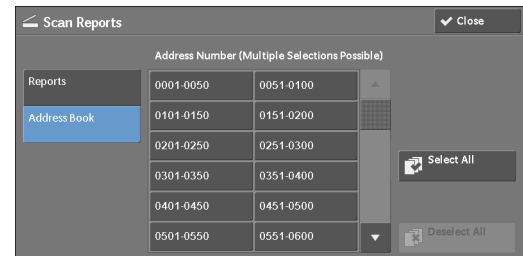 Scan Reports
Close
Address Number (Multiple Selections Possible)
Reports
Address Book
0001-0050 0051-0100
0101-0150 0151-0200
0201-0250 0251-0300
0301-0350 0351-0400
0401-0450 0451-0500
0501-0550 0551-0600
Select All
Deselect All